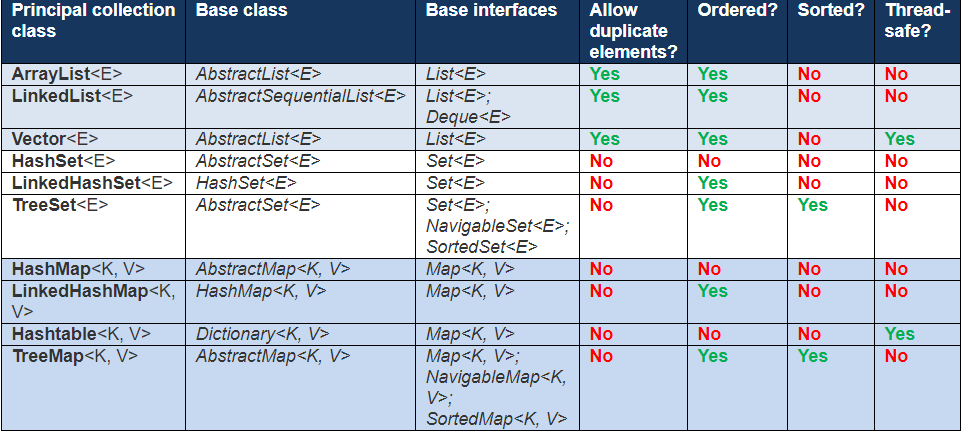 Principal collection class Base class Base interfaces Allow duplicate elements? Ordered? Sorted? Thread-safe?
ArrayList<E> AbstractList<E> List<E> Yes Yes No No
LinkedList<E> AbstractSequentialList<E> List<E>; Deque<E> Yes Yes No No
Vector<E> AbstractList<E> List<E> Yes Yes No Yes
HashSet<E> AbstractSet<E> Set<E> No No No No
LinkedHashSet<E> HashSet<E> Set<E> No Yes No No
TreeSet<E> AbstractSet<E> Set<E>; NavigableSet<E>; SortedSet<E> No Yes Yes No
HashMap<K, V> AbstractMap<K, V> Map<K, V> No No No No
LinkedHashMap<K, V> HashMap<K, V> Map<K, V> No Yes No No
Hashtable<K, V> Dictionary<K, V> Map<K, V> No No No Yes
TreeMap<K, V> AbstractMap<K, V> Map<K, V>; NavigableMap<K, V>; SortedMap<K, V> No Yes Yes No